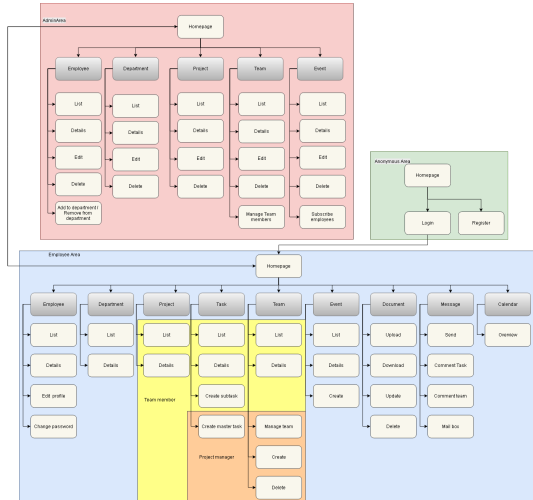 AdminArea
Homepage
Employee
Department
Project
Team
Event
List
List
List
List
List
Details
Details
Details
Details
Details
Edit
Edit
Edit
Edit
Edit
Delete
Delete
Delete
Delete
Delete
Add to department /
Remove from
department
Manage Team
members
Subscribe
employees
Anonymous Area
Homepage
Login
Register
Employee Area
Homepage
Employee
Department
Project
Task
Team
Event
Document
Message
Calendar
List
List
List
List
List
List
Upload
Send
Overview
Details
Details
Details
Details
Details
Details
Download
Comment Task
Edit profile
Team member
Create subtask
Create
Update
Comment team
Change password
Create master task
Manage team
Delete
Mail box
Project manager
Create
Delete